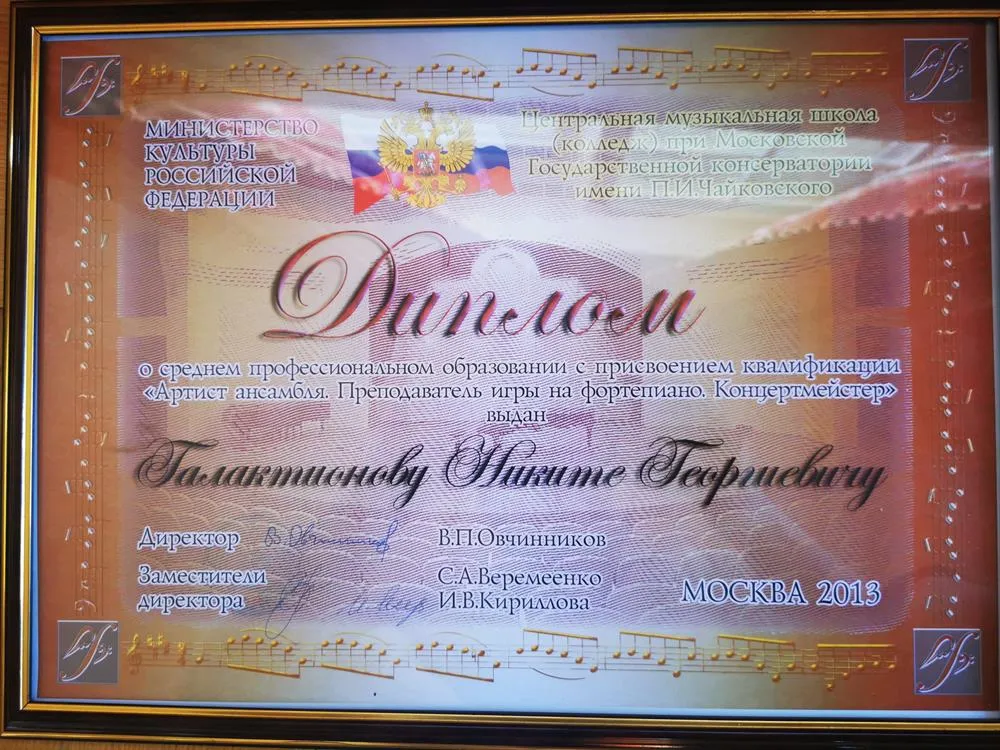 МИНИСТЕРСТВО
КУЛЬТУРЫ
РОССИЙСКОЙ
ФЕДЕРАЦИИ
Центральная музыкальная школа
(колледж) при Московской
Государственной консерватории
имени П.И.Чайковского
Диплом
о среднем профессиональном образовании с присвоением квалификации
«Артист ансамбля. Преподаватель игры на фортепиано. Концертмейстер»
выдан
Галактионову Никите Георгиевичу
Директор В.Овчинников В.П.Овчинников
Заместители
директора
С.А.Веремеенко
И.В.Кириллова
МОСКВА 2013